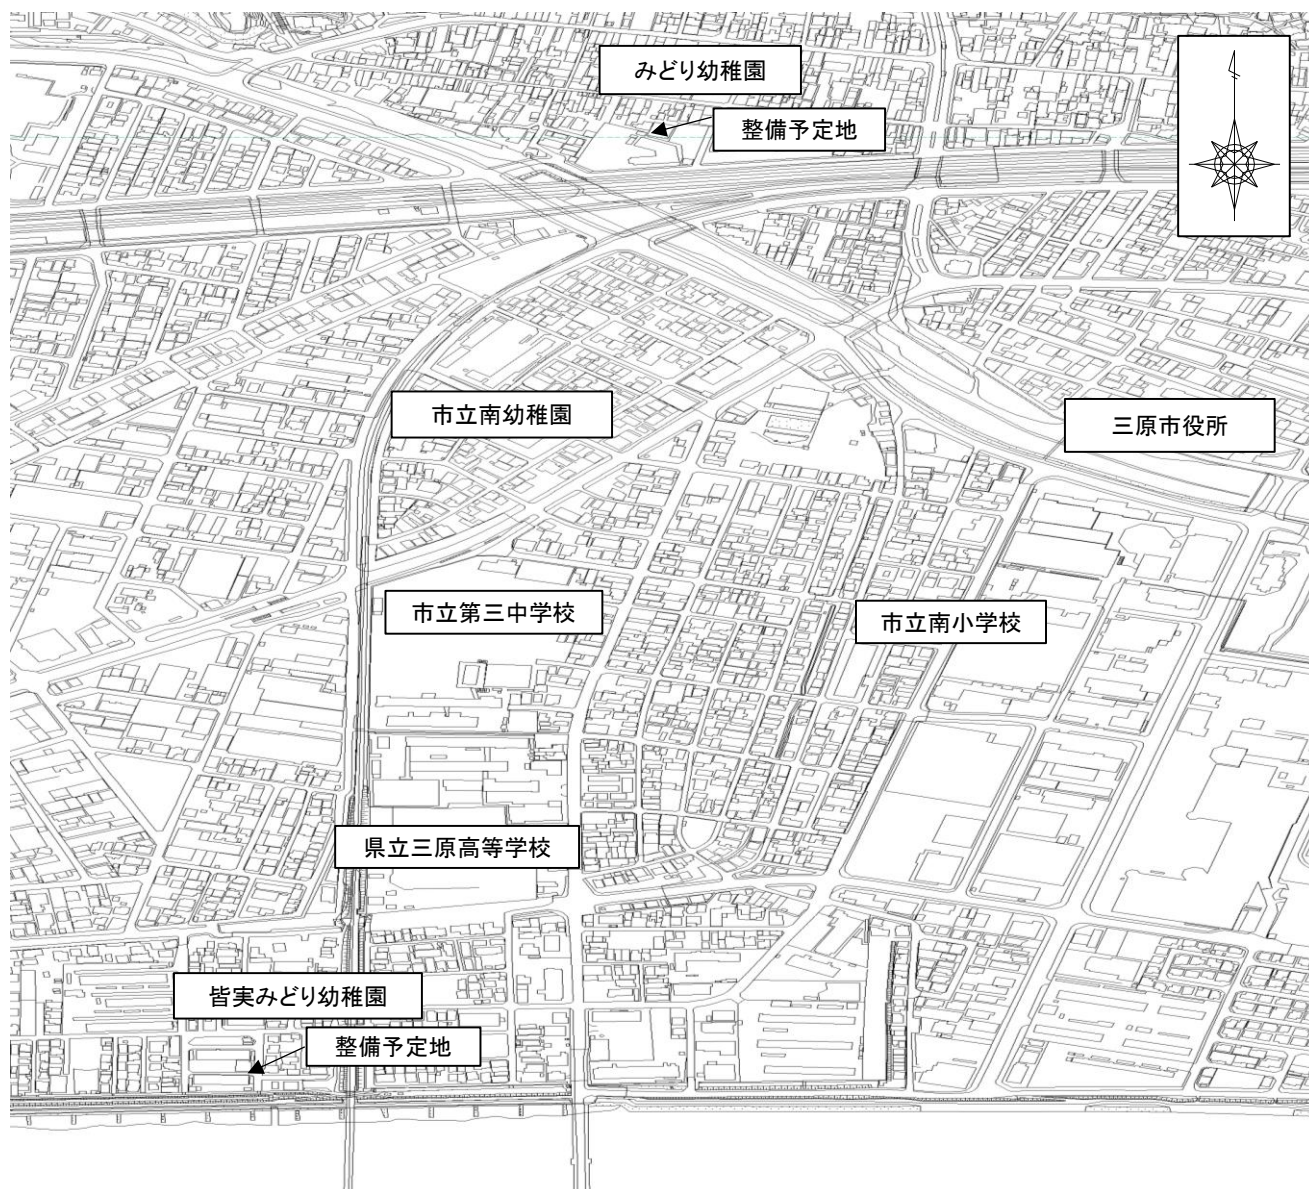 みどり幼稚園
整備予定地
市立南幼稚園
三原市役所
市立第三中学校
市立南小学校
県立三原高等学校
皆実みどり幼稚園
整備予定地